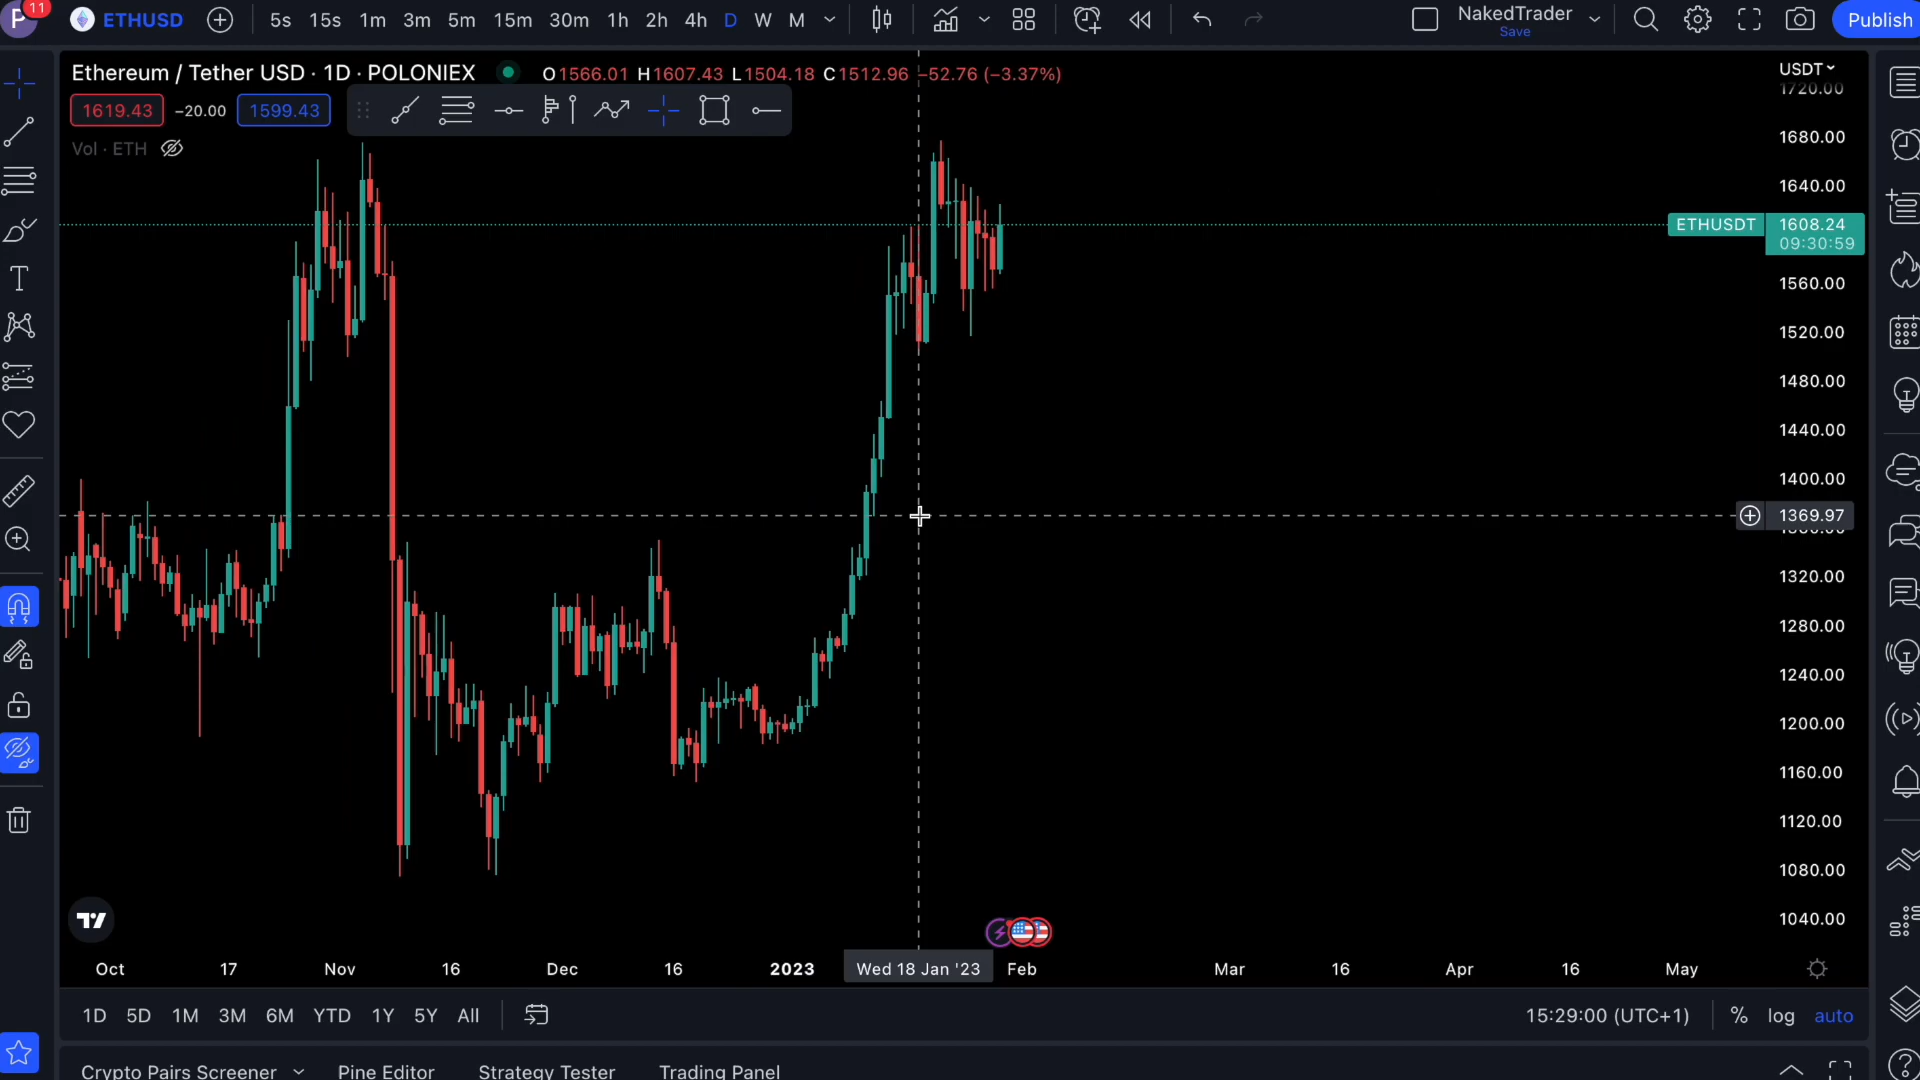 P 11 ETHUSD 5s 15s 1m 3m 5m 15m 30m 1h 2h 4h D W M NakedTrader Publish
Save
Ethereum / Tether USD · 1D · POLONIEX O1566.01 H1607.43 L1504.18 C1512.96 −52.76 (−3.37%) USDT
1720.00
1619.43 −20.00 1599.43
1680.00
Vol · ETH
1640.00
ETHUSDT 1608.24
09:30:59
1560.00
1520.00
1480.00
1440.00
1400.00
1369.97
1320.00
1280.00
1240.00
1200.00
1160.00
1120.00
1080.00
1040.00
Oct 17 Nov 16 Dec 16 2023 Wed 18 Jan '23 Feb Mar 16 Apr 16 May
1D 5D 1M 3M 6M YTD 1Y 5Y All 15:29:00 (UTC+1) % log auto
Crypto Pairs Screener Pine Editor Strategy Tester Trading Panel